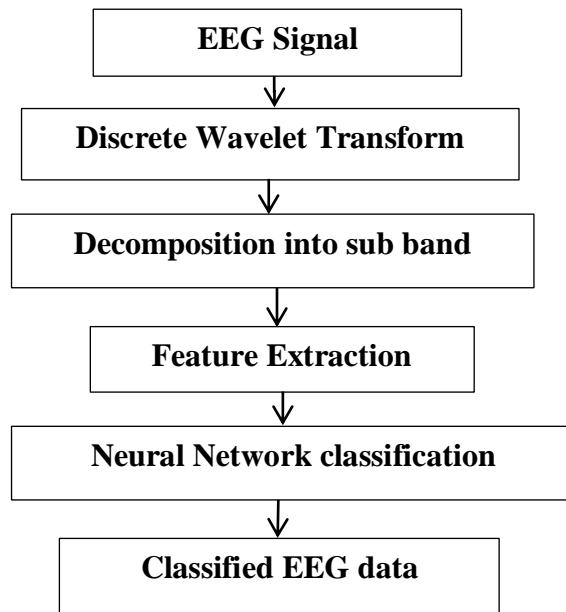 EEG Signal
Discrete Wavelet Transform
Decomposition into sub band
Feature Extraction
Neural Network classification
Classified EEG data